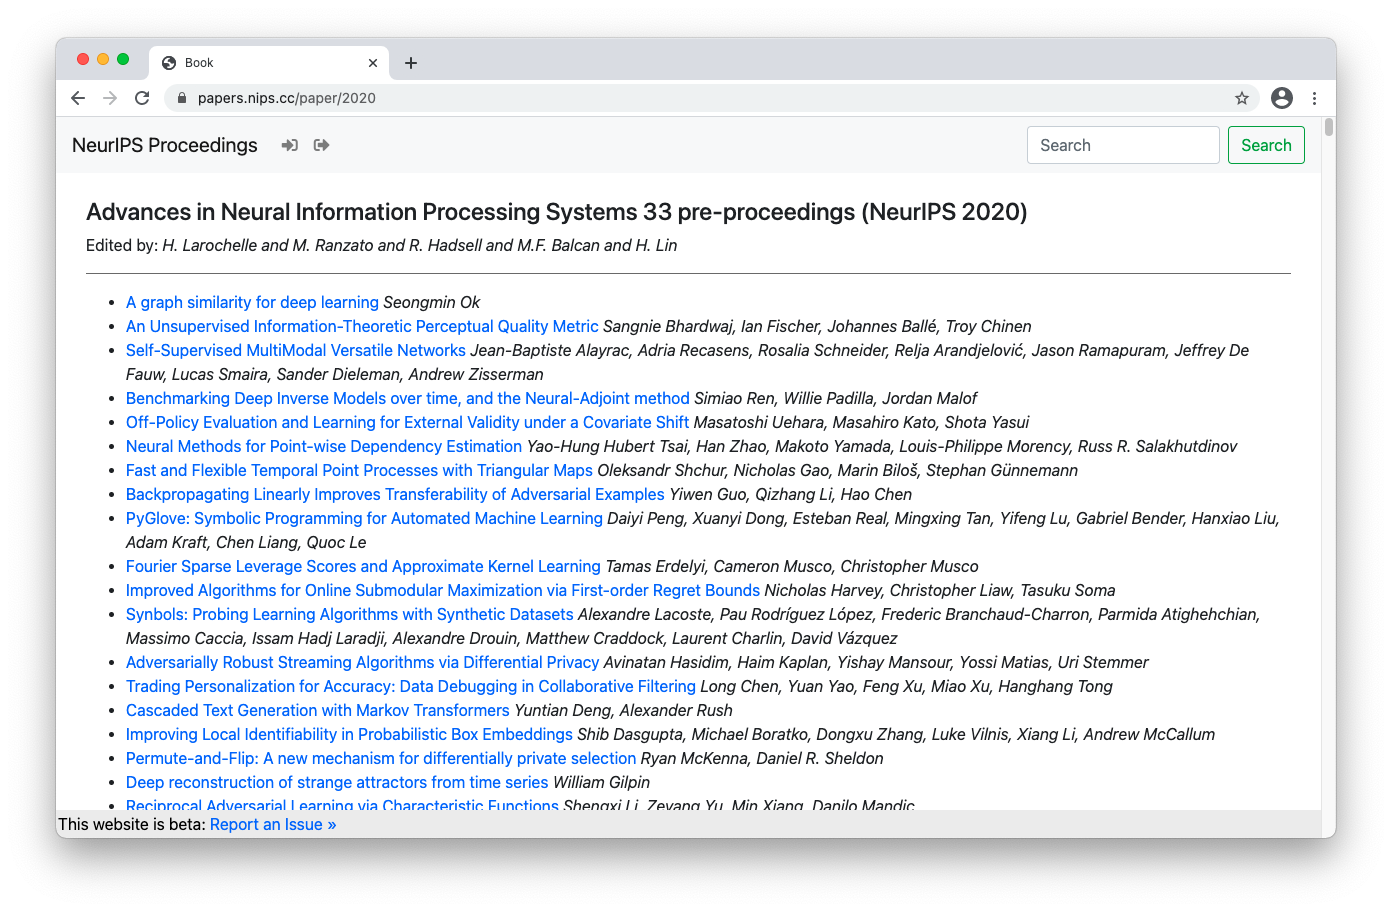 Book
papers.nips.cc/paper/2020
NeurIPS Proceedings
Search
Search
Advances in Neural Information Processing Systems 33 pre-proceedings (NeurIPS 2020)
Edited by: H. Larochelle and M. Ranzato and R. Hadsell and M.F. Balcan and H. Lin
• A graph similarity for deep learning Seongmin Ok
• An Unsupervised Information-Theoretic Perceptual Quality Metric Sangnie Bhardwaj, Ian Fischer, Johannes Ballé, Troy Chinen
• Self-Supervised MultiModal Versatile Networks Jean-Baptiste Alayrac, Adria Recasens, Rosalia Schneider, Relja Arandjelović, Jason Ramapuram, Jeffrey De
Fauw, Lucas Smaira, Sander Dieleman, Andrew Zisserman
• Benchmarking Deep Inverse Models over time, and the Neural-Adjoint method Simiao Ren, Willie Padilla, Jordan Malof
• Off-Policy Evaluation and Learning for External Validity under a Covariate Shift Masatoshi Uehara, Masahiro Kato, Shota Yasui
• Neural Methods for Point-wise Dependency Estimation Yao-Hung Hubert Tsai, Han Zhao, Makoto Yamada, Louis-Philippe Morency, Russ R. Salakhutdinov
• Fast and Flexible Temporal Point Processes with Triangular Maps Oleksandr Shchur, Nicholas Gao, Marin Biloš, Stephan Günnemann
• Backpropagating Linearly Improves Transferability of Adversarial Examples Yiwen Guo, Qizhang Li, Hao Chen
• PyGlove: Symbolic Programming for Automated Machine Learning Daiyi Peng, Xuanyi Dong, Esteban Real, Mingxing Tan, Yifeng Lu, Gabriel Bender, Hanxiao Liu,
Adam Kraft, Chen Liang, Quoc Le
• Fourier Sparse Leverage Scores and Approximate Kernel Learning Tamas Erdelyi, Cameron Musco, Christopher Musco
• Improved Algorithms for Online Submodular Maximization via First-order Regret Bounds Nicholas Harvey, Christopher Liaw, Tasuku Soma
• Synbols: Probing Learning Algorithms with Synthetic Datasets Alexandre Lacoste, Pau Rodríguez López, Frederic Branchaud-Charron, Parmida Atighehchian,
Massimo Caccia, Issam Hadj Laradji, Alexandre Drouin, Matthew Craddock, Laurent Charlin, David Vázquez
• Adversarially Robust Streaming Algorithms via Differential Privacy Avinatan Hasidim, Haim Kaplan, Yishay Mansour, Yossi Matias, Uri Stemmer
• Trading Personalization for Accuracy: Data Debugging in Collaborative Filtering Long Chen, Yuan Yao, Feng Xu, Miao Xu, Hanghang Tong
• Cascaded Text Generation with Markov Transformers Yuntian Deng, Alexander Rush
• Improving Local Identifiability in Probabilistic Box Embeddings Shib Dasgupta, Michael Boratko, Dongxu Zhang, Luke Vilnis, Xiang Li, Andrew McCallum
• Permute-and-Flip: A new mechanism for differentially private selection Ryan McKenna, Daniel R. Sheldon
• Deep reconstruction of strange attractors from time series William Gilpin
• Reciprocal Adversarial Learning via Characteristic Functions Shengxi Li, Zeyang Yu, Min Xiang, Danilo Mandic
This website is beta: Report an Issue »